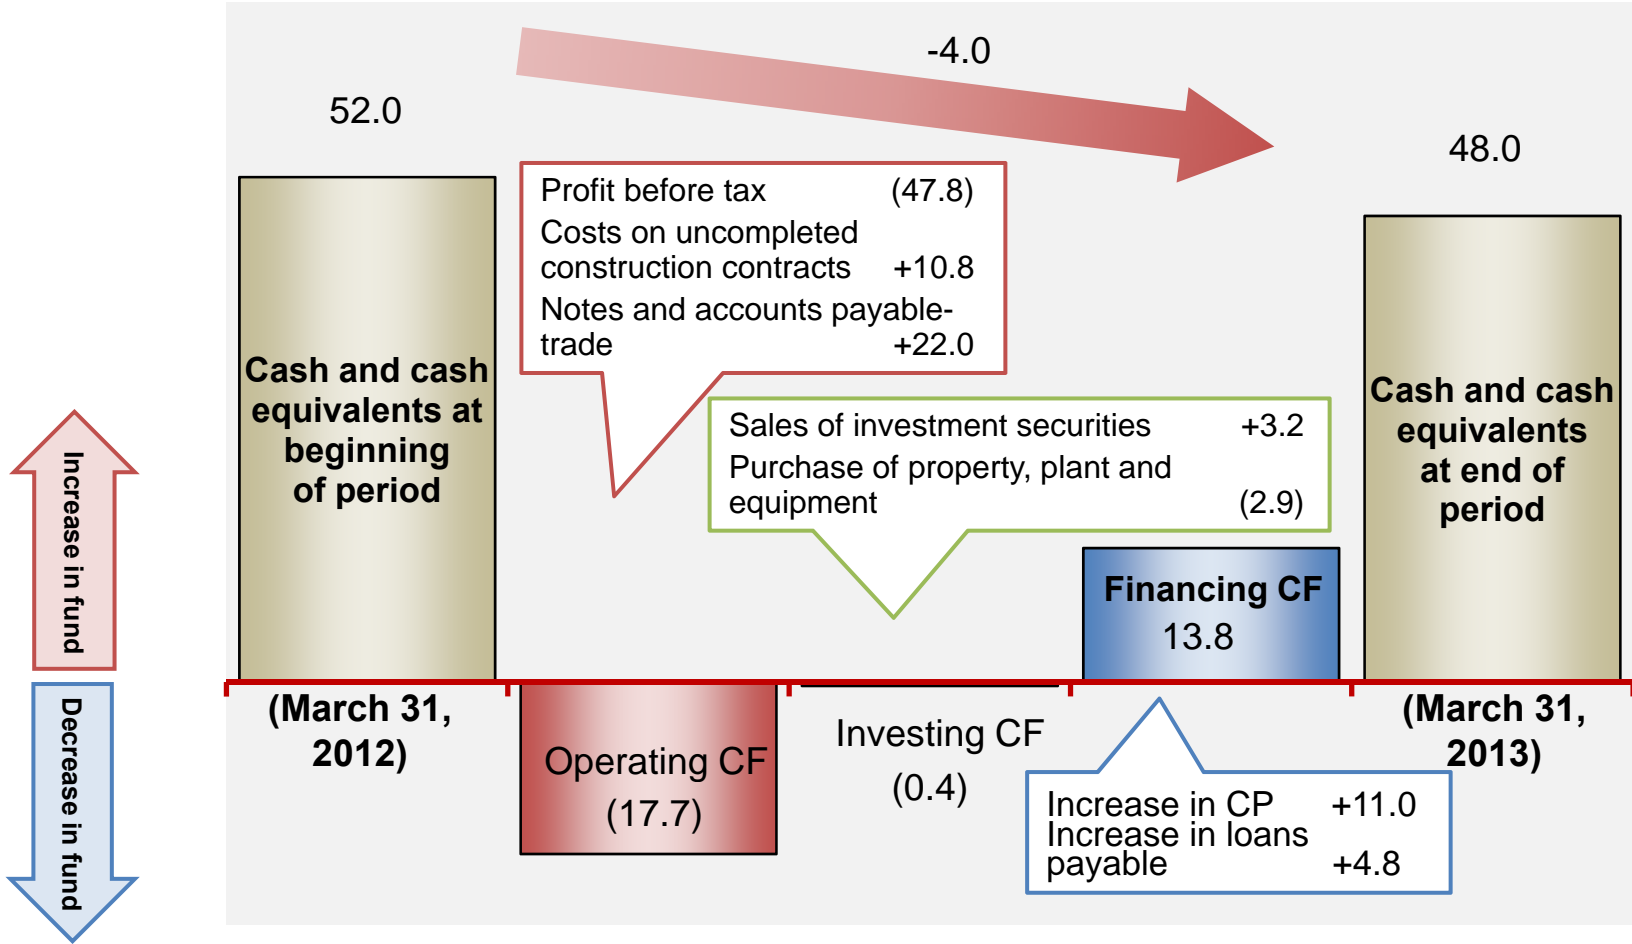 -4.0
52.0
48.0
Profit before tax (47.8)
Costs on uncompleted
construction contracts +10.8
Notes and accounts payable-
trade +22.0
Cash and cash
equivalents at
beginning
of period
Sales of investment securities +3.2
Purchase of property, plant and
equipment (2.9)
Cash and cash
equivalents
at end of
period
Increase in fund
Financing CF
13.8
Decrease in fund
(March 31,
2012)
Operating CF
(17.7)
Investing CF
(0.4)
(March 31,
2013)
Increase in CP +11.0
Increase in loans
payable +4.8